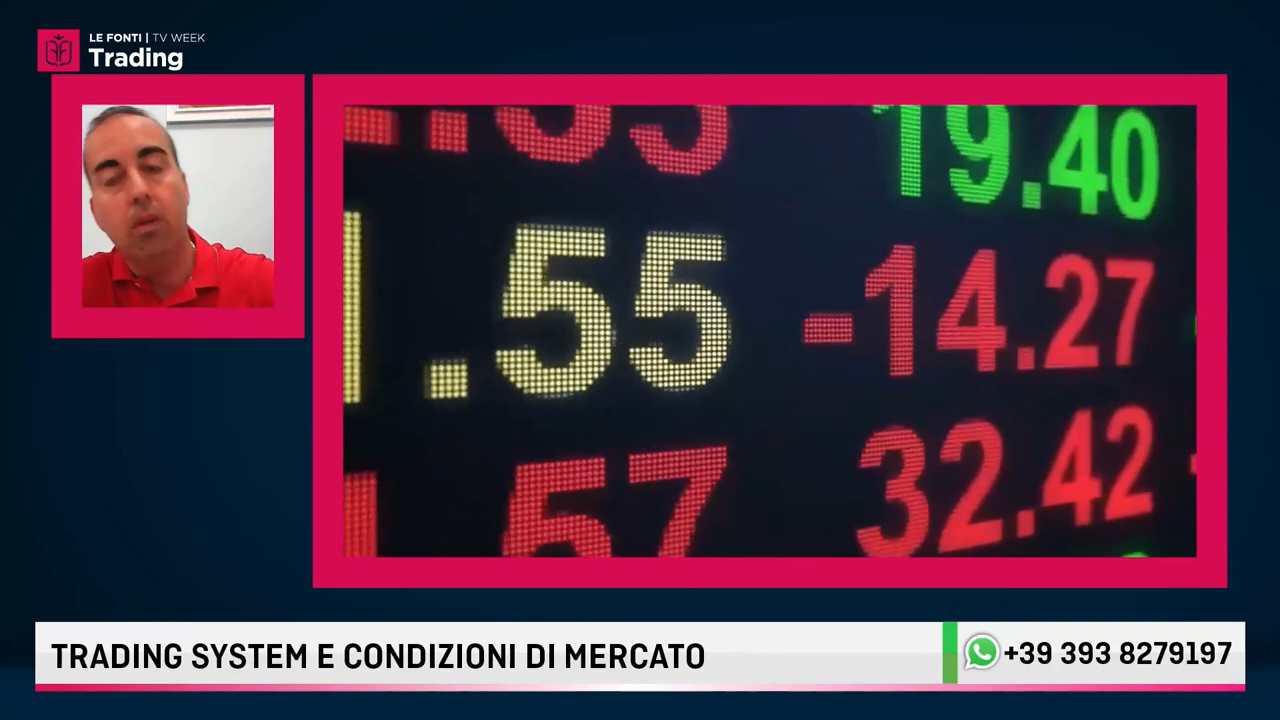 LE FONTI | TV WEEK
Trading
19.40
.55
-14.27
57
32.42
TRADING SYSTEM E CONDIZIONI DI MERCATO
+39 393 8279197